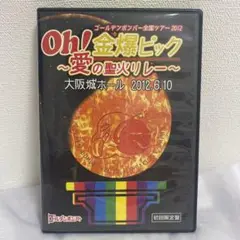 ゴールデンボンバー全国ツアー2012
Oh!金爆ピック
～愛の聖火リレー～
大阪城ホール 2012.6.10
初回限定盤